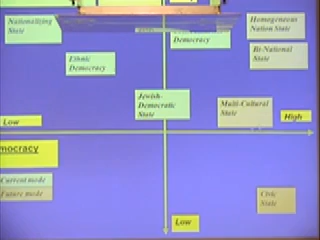 Nationalizing
State
Homogeneous
Nation State
Democracy
Bi-National
State
Ethnic
Democracy
Jewish-
Democratic
State
Multi-Cultural
State
Low
High
mocracy
Current mode
Future mode
Civic
State
Low